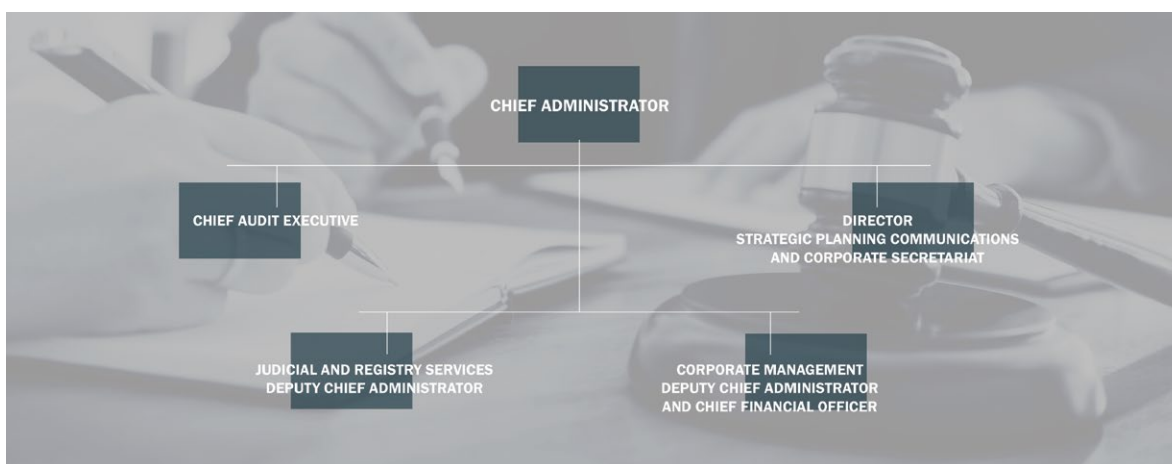 CHIEF ADMINISTRATOR
CHIEF AUDIT EXECUTIVE
DIRECTOR
STRATEGIC PLANNING COMMUNICATIONS
AND CORPORATE SECRETARIAT
JUDICIAL AND REGISTRY SERVICES
DEPUTY CHIEF ADMINISTRATOR
CORPORATE MANAGEMENT
DEPUTY CHIEF ADMINISTRATOR
AND CHIEF FINANCIAL OFFICER